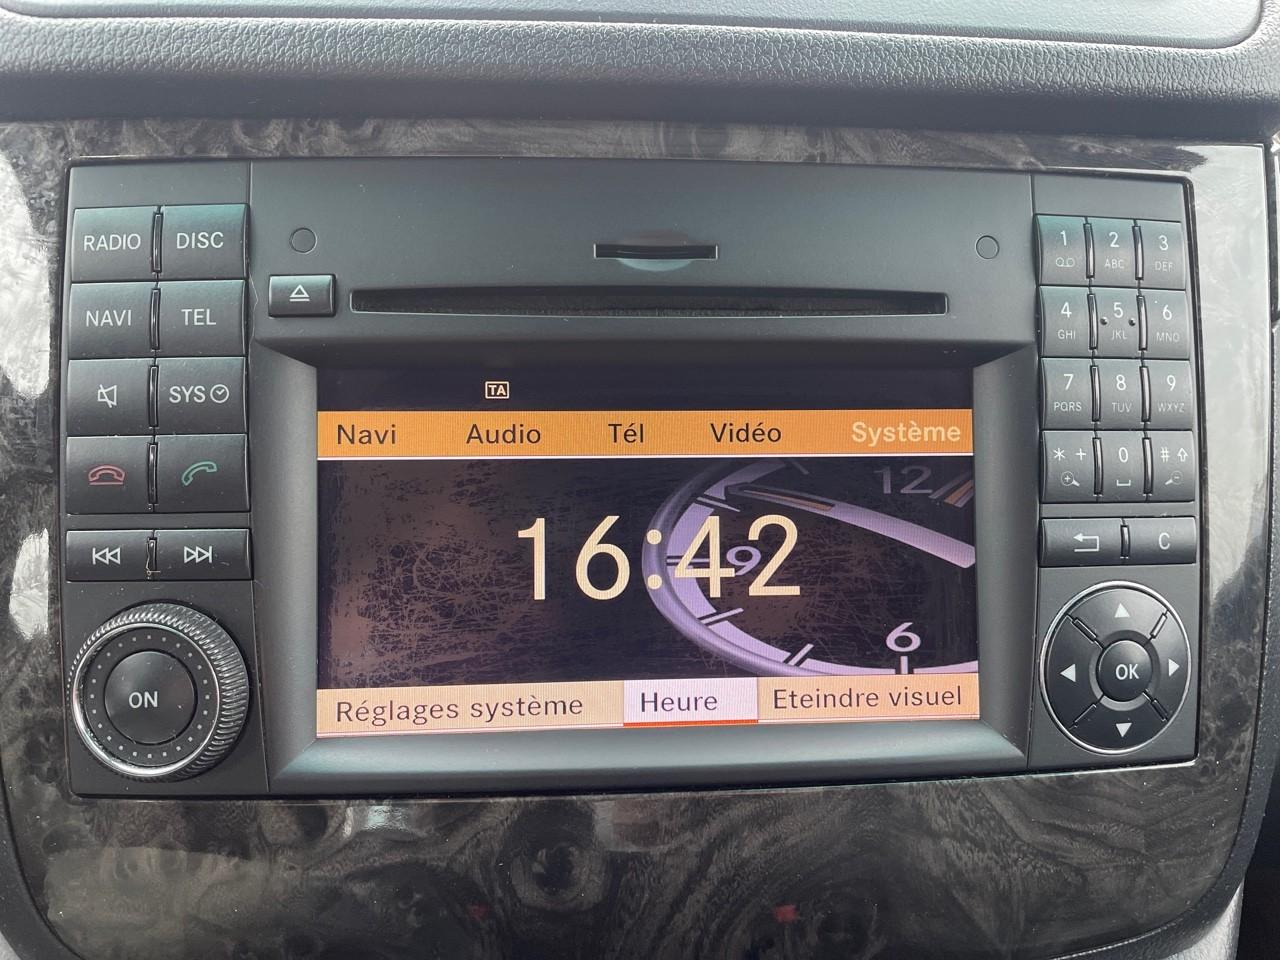 RADIO DISC
NAVI TEL
SYS
ON
TA
Navi Audio Tél Vidéo Système
12
9
6
16:42
Réglages système Heure Eteindre visuel
1 2 3
ABC DEF
4 5 6
GHI JKL MNO
7 8 9
PQRS TUV WXYZ
* + 0 #
C
OK